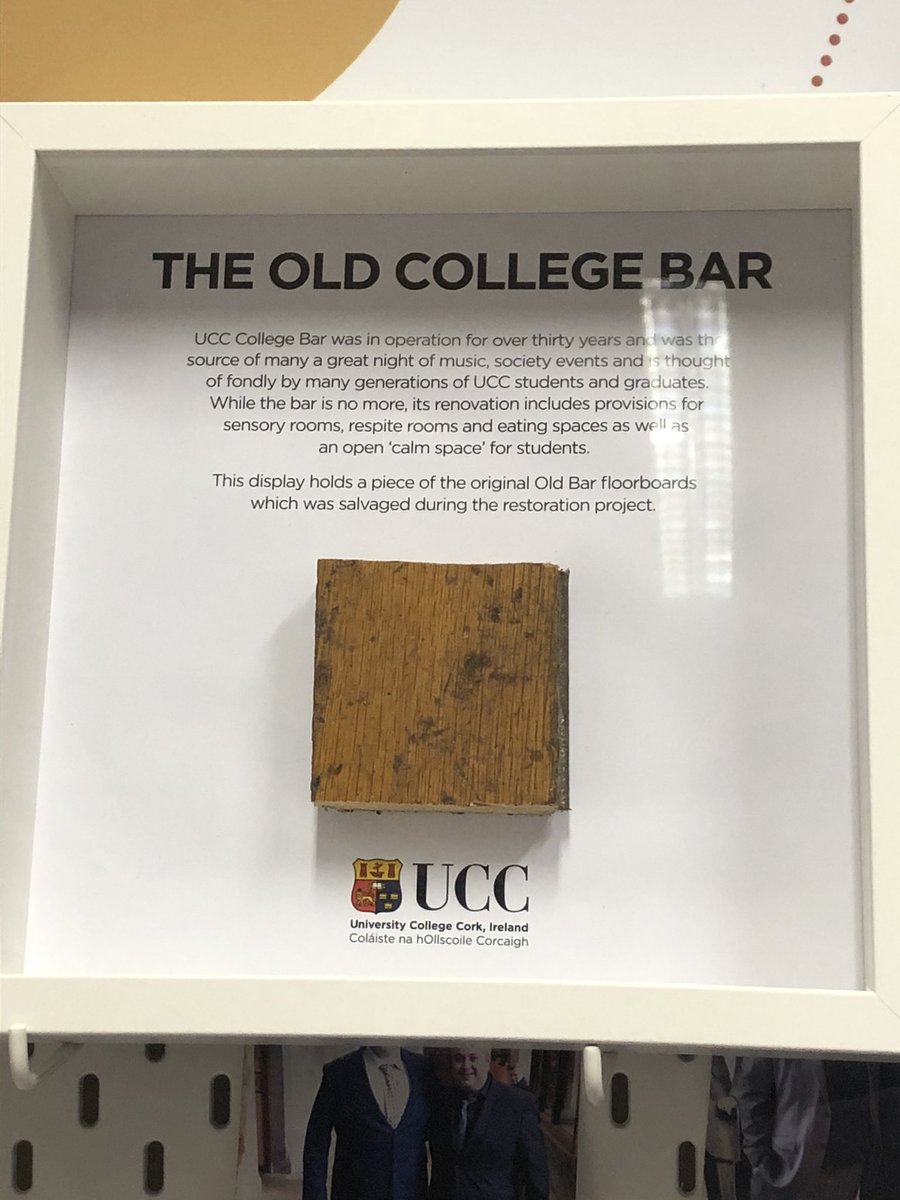 THE OLD COLLEGE BAR
UCC College Bar was in operation for over thirty years and was the
source of many a great night of music, society events and is thought
of fondly by many generations of UCC students and graduates.
While the bar is no more, its renovation includes provisions for
sensory rooms, respite rooms and eating spaces as well as
an open ‘calm space’ for students.
This display holds a piece of the original Old Bar floorboards
which was salvaged during the restoration project.
UCC
University College Cork, Ireland
Coláiste na hOllscoile Corcaigh